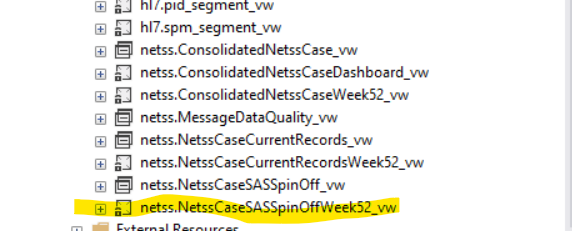 hl7.pid_segment_vw
hl7.spm_segment_vw
netss.ConsolidatedNetssCase_vw
netss.ConsolidatedNetssCaseDashboard_vw
netss.ConsolidatedNetssCaseWeek52_vw
netss.MessageDataQuality_vw
netss.NetssCaseCurrentRecords_vw
netss.NetssCaseCurrentRecordsWeek52_vw
netss.NetssCaseSASSpinOff_vw
netss.NetssCaseSASSpinOffWeek52_vw
External Resources